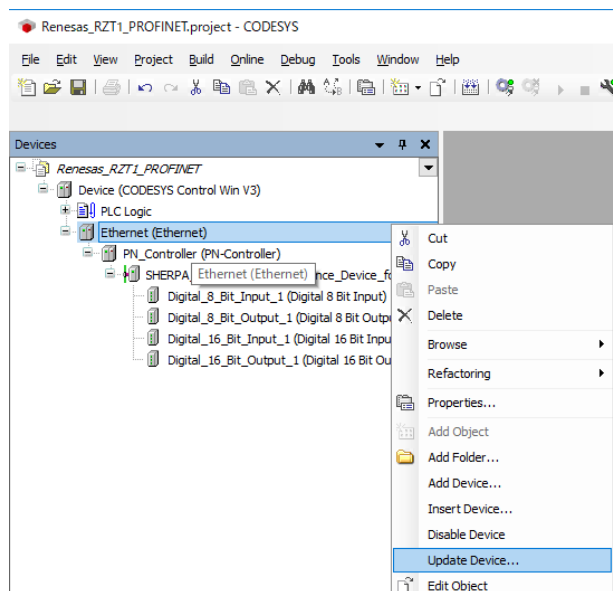 Renesas_RZT1_PROFINET.project - CODESYS
File Edit View Project Build Online Debug Tools Window Help
Devices
Renesas_RZT1_PROFINET
Device (CODESYS Control Win V3)
PLC Logic
Ethernet (Ethernet)
PN_Controller (PN-Controller)
SHERPA_ nce_Device_fo
Ethernet (Ethernet)
Digital_8_Bit_Input_1 (Digital 8 Bit Input)
Digital_8_Bit_Output_1 (Digital 8 Bit Outpu
Digital_16_Bit_Input_1 (Digital 16 Bit Inpu
Digital_16_Bit_Output_1 (Digital 16 Bit Ou
Cut
Copy
Paste
Delete
Browse
Refactoring
Properties...
Add Object
Add Folder...
Add Device...
Insert Device...
Disable Device
Update Device...
Edit Object